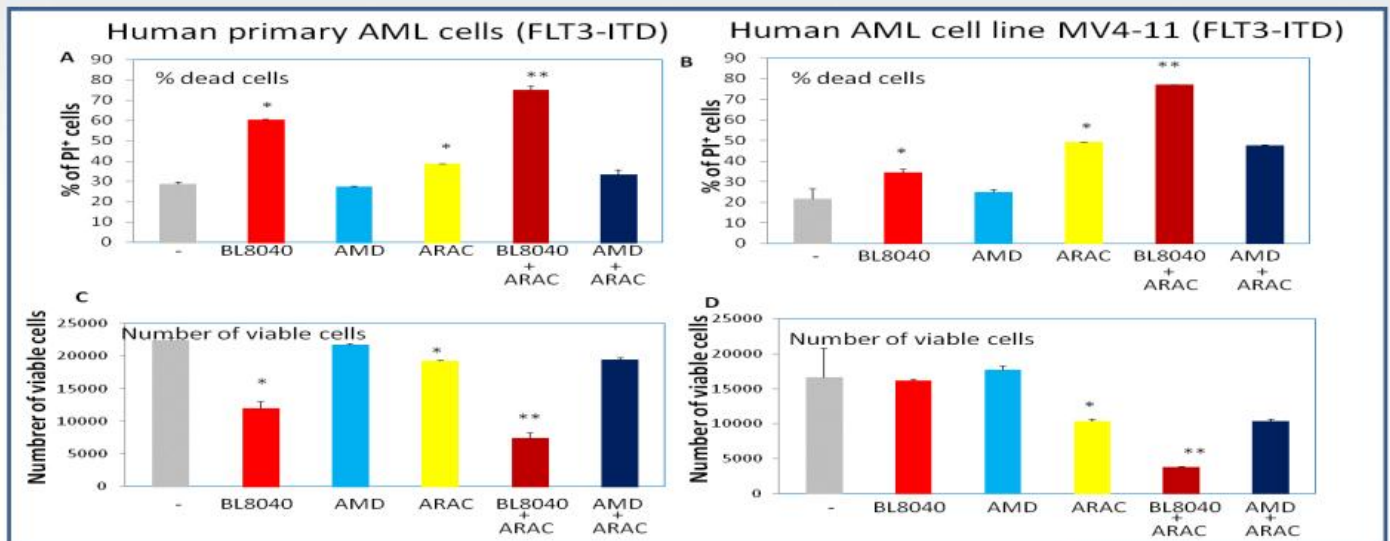 Human primary AML cells (FLT3-ITD)
Human AML cell line MV4-11 (FLT3-ITD)
A
% dead cells
% of PI⁺ cells
90
80
70
60
50
40
30
20
10
0
*
*
**
-
BL8040
AMD
ARAC
BL8040
+
ARAC
AMD
+
ARAC
B
% dead cells
% of PI⁺ cells
90
80
70
60
50
40
30
20
10
0
*
*
**
-
BL8040
AMD
ARAC
BL8040
+
ARAC
AMD
+
ARAC
C
Number of viable cells
Numbrer of viable cells
25000
20000
15000
10000
5000
0
*
*
**
-
BL8040
AMD
ARAC
BL8040
+
ARAC
AMD
+
ARAC
D
Number of viable cells
Number of viable cells
25000
20000
15000
10000
5000
0
*
**
-
BL8040
AMD
ARAC
BL8040
+
ARAC
AMD
+
ARAC